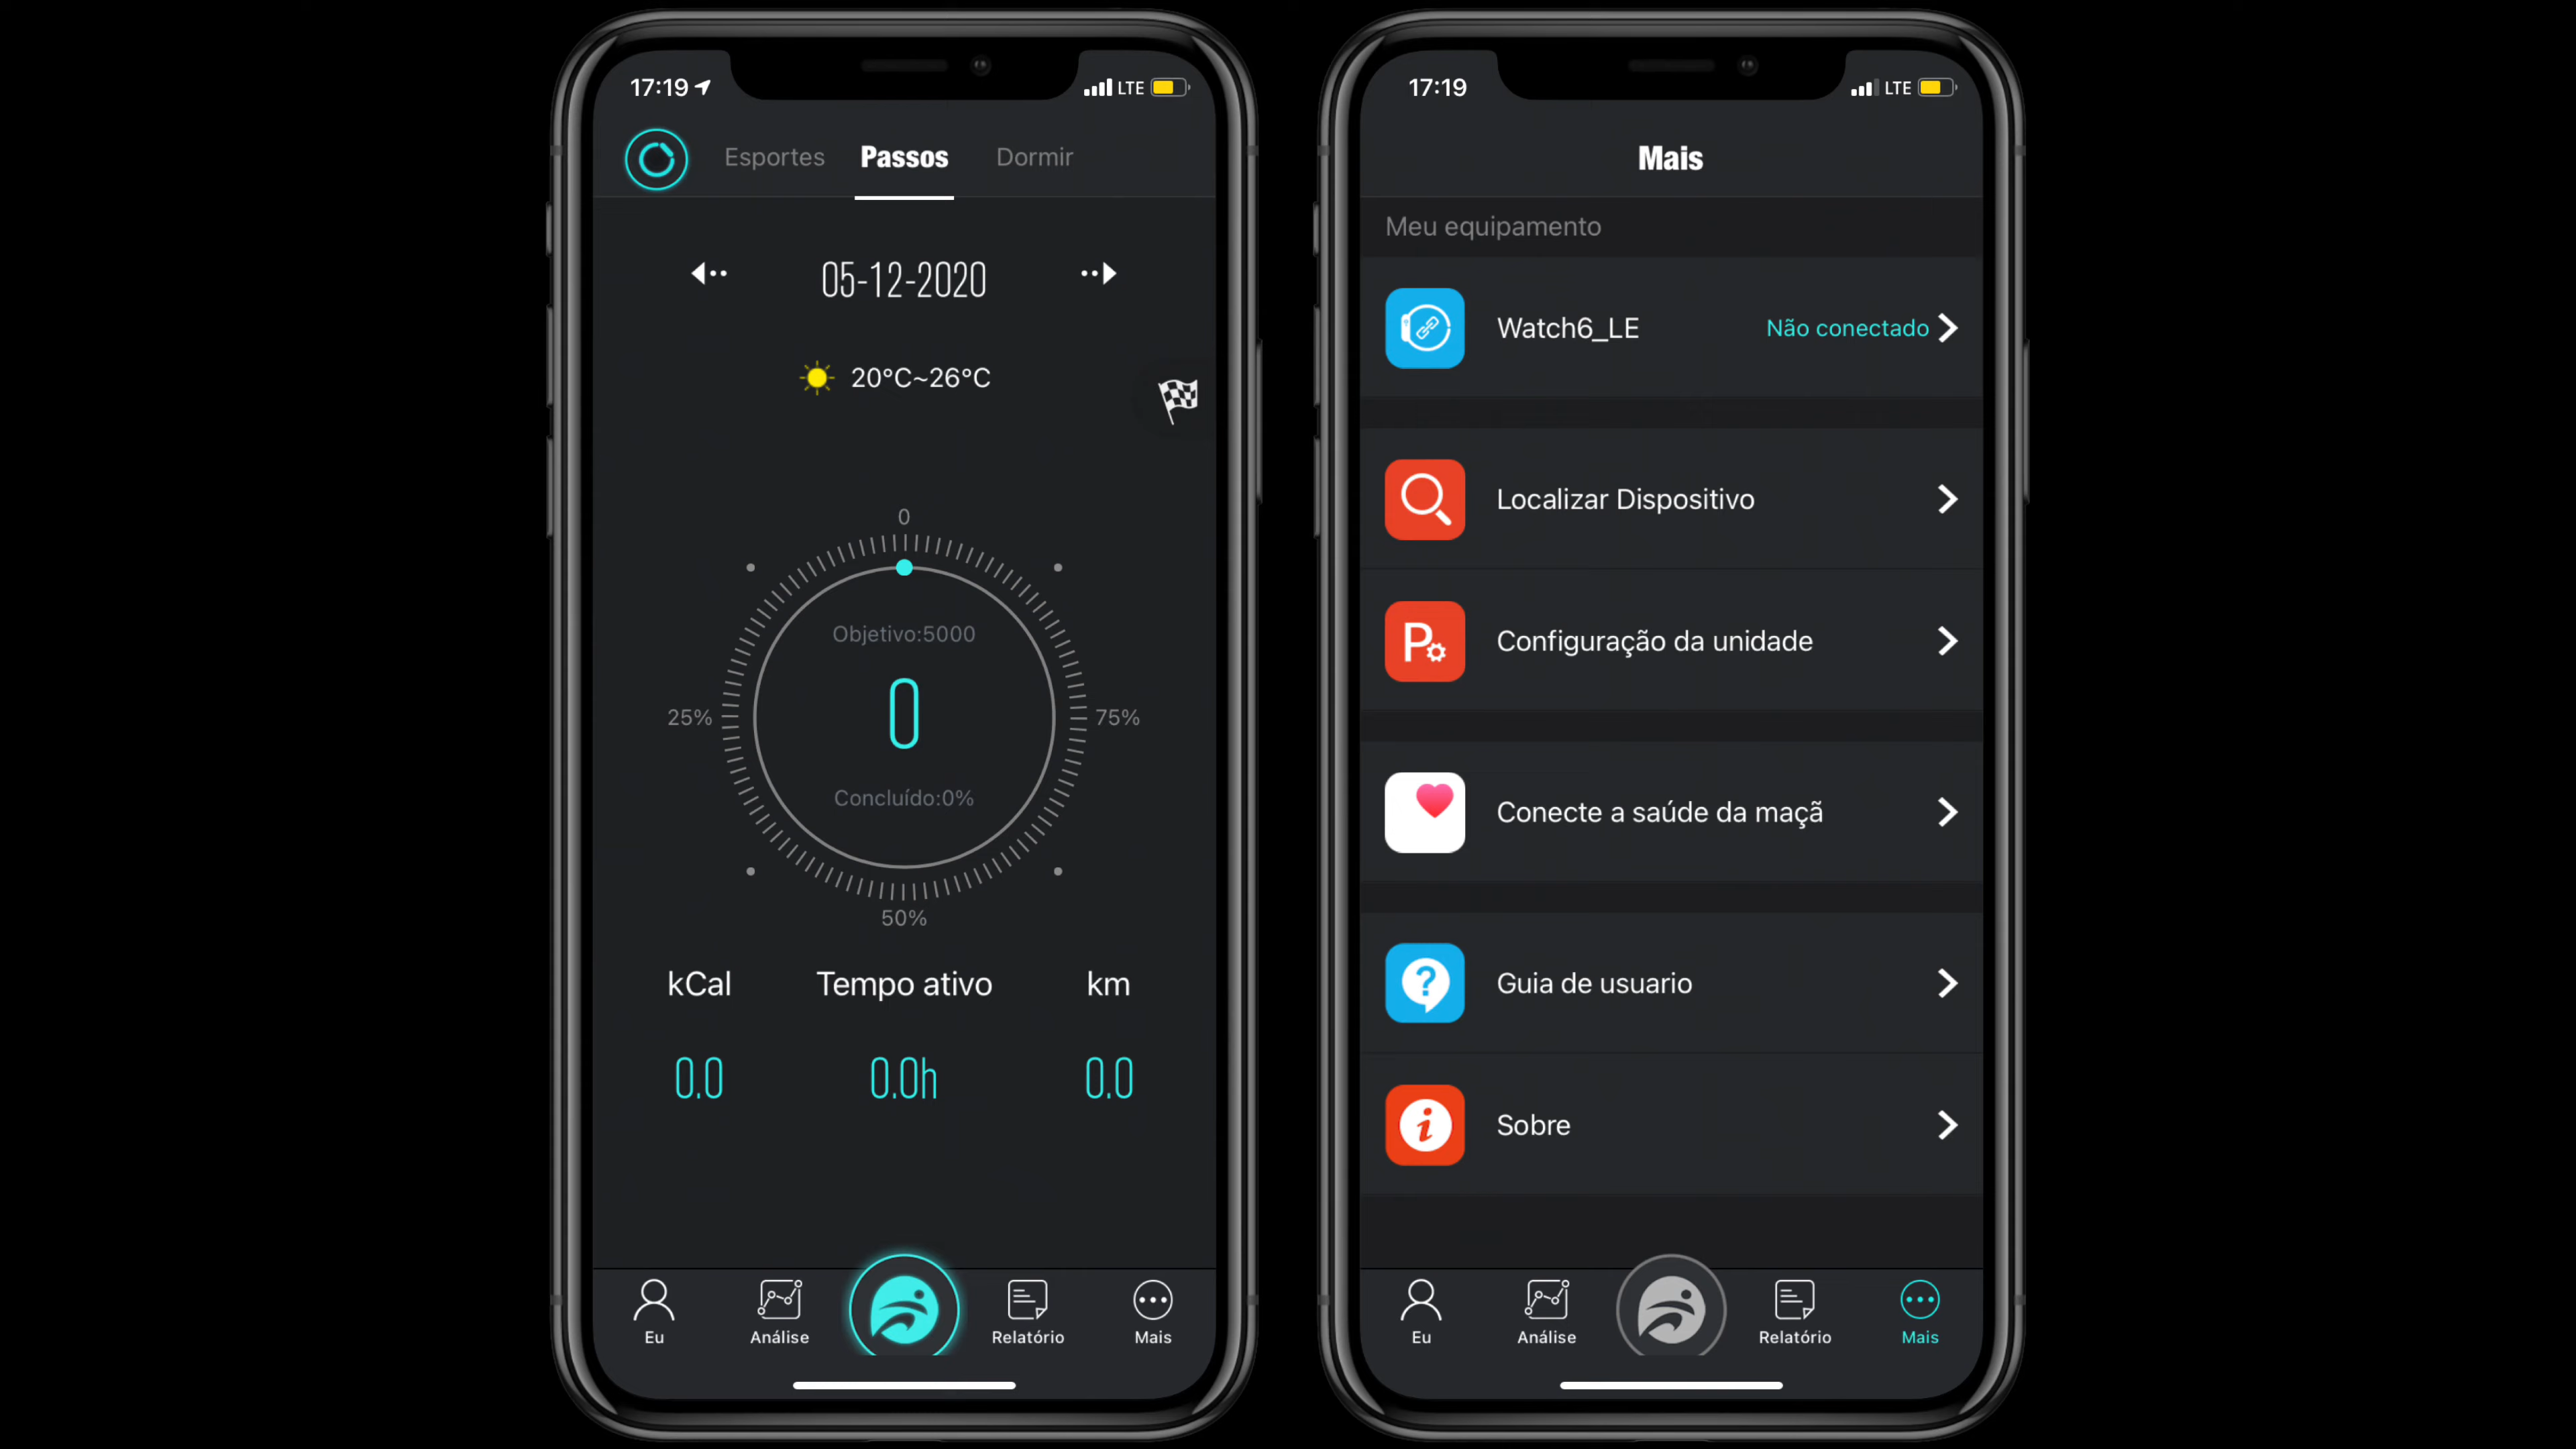 17:19
LTE
Esportes
Passos
Dormir
05-12-2020
20°C~26°C
0
Objetivo:5000
25%
0
75%
Concluído:0%
50%
kCal
Tempo ativo
km
0.0
0.0h
0.0
Eu
Análise
Relatório
Mais
17:19
LTE
Mais
Meu equipamento
Watch6_LE
Não conectado
Localizar Dispositivo
P
Configuração da unidade
Conecte a saúde da maçã
?
Guia de usuario
i
Sobre
Eu
Análise
Relatório
Mais